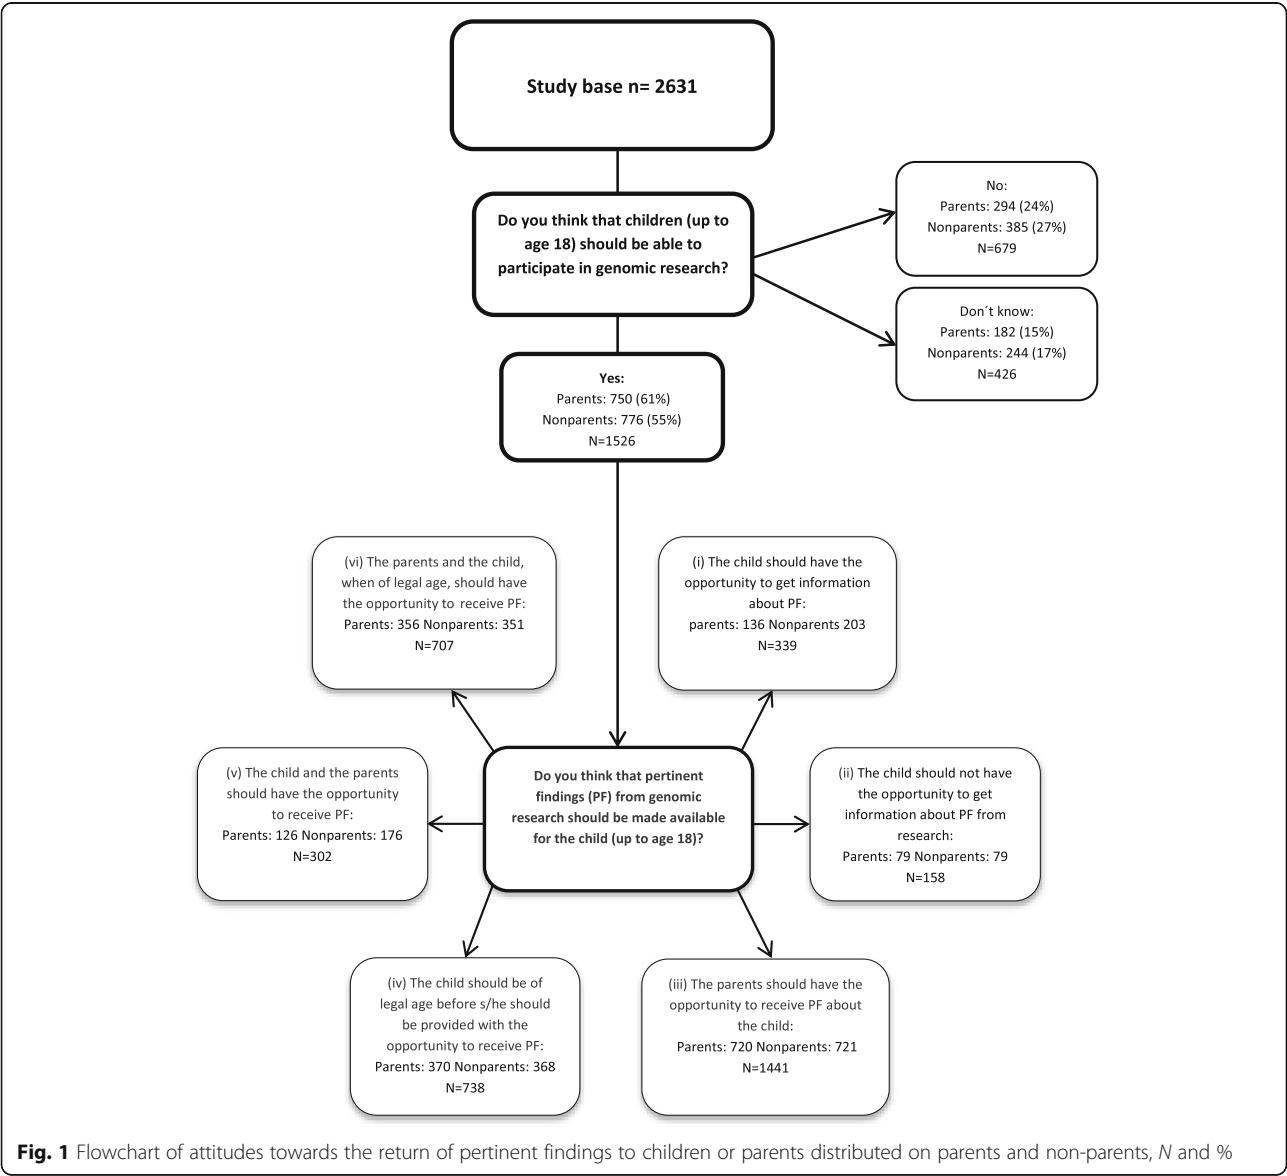 Study base n= 2631
Do you think that children (up to
age 18) should be able to
participate in genomic research?
No:
Parents: 294 (24%)
Nonparents: 385 (27%)
N=679
Don´t know:
Parents: 182 (15%)
Nonparents: 244 (17%)
N=426
Yes:
Parents: 750 (61%)
Nonparents: 776 (55%)
N=1526
(vi) The parents and the child,
when of legal age, should have
the opportunity to receive PF:
Parents: 356 Nonparents: 351
N=707
(i) The child should have the
opportunity to get information
about PF:
parents: 136 Nonparents 203
N=339
(v) The child and the parents
should have the opportunity
to receive PF:
Parents: 126 Nonparents: 176
N=302
Do you think that pertinent
findings (PF) from genomic
research should be made available
for the child (up to age 18)?
(ii) The child should not have
the opportunity to get
information about PF from
research:
Parents: 79 Nonparents: 79
N=158
(iv) The child should be of
legal age before s/he should
be provided with the
opportunity to receive PF:
Parents: 370 Nonparents: 368
N=738
(iii) The parents should have the
opportunity to receive PF about
the child:
Parents: 720 Nonparents: 721
N=1441
Fig. 1 Flowchart of attitudes towards the return of pertinent findings to children or parents distributed on parents and non-parents, N and %